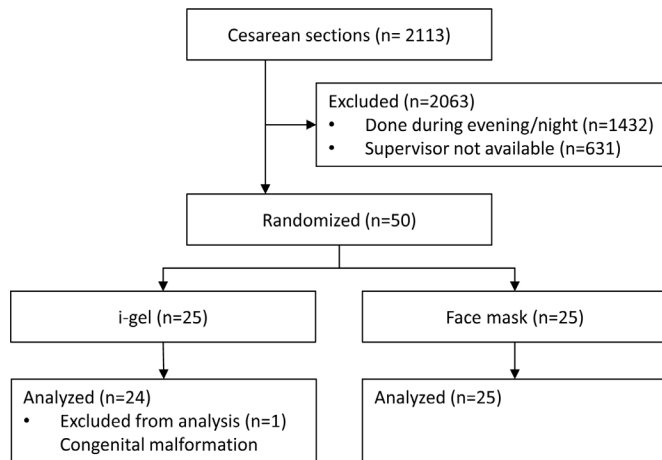 Cesarean sections (n= 2113)
Excluded (n=2063)
• Done during evening/night (n=1432)
• Supervisor not available (n=631)
Randomized (n=50)
i-gel (n=25)
Face mask (n=25)
Analyzed (n=24)
• Excluded from analysis (n=1)
Congenital malformation
Analyzed (n=25)